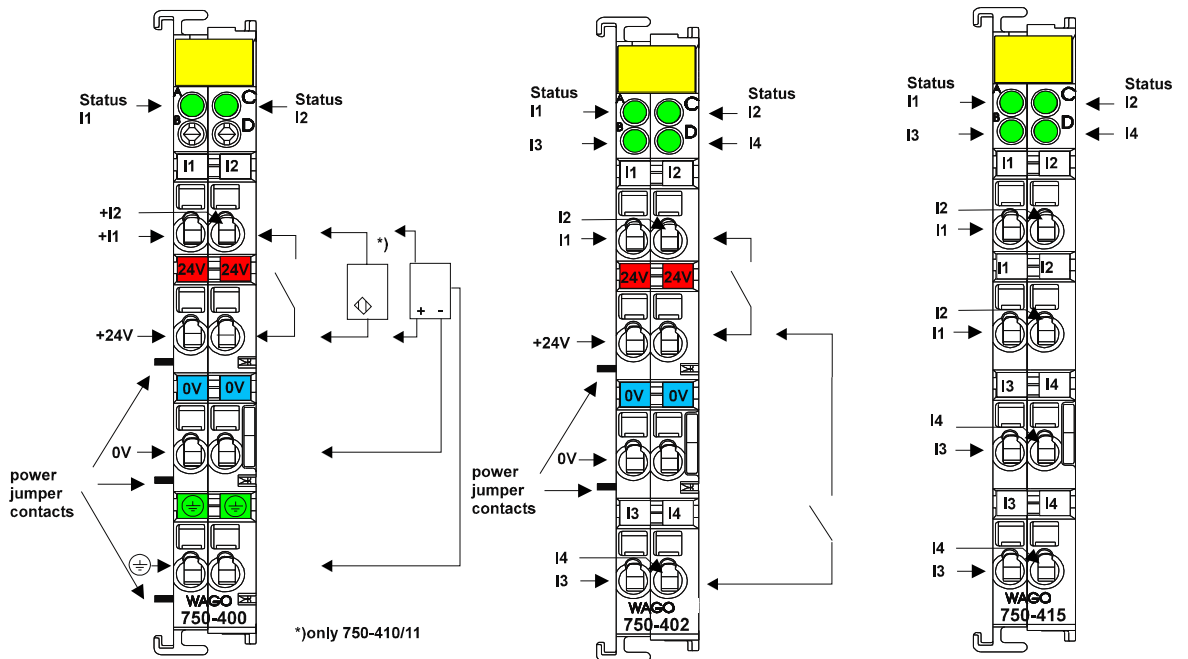 A C
Status Status
I1 I2
B D
I1 I2
+I2
+I1
*)
24V 24V
+ -
+24V
0V 0V
0V
power
jumper
contacts
WAGO
750-400
*)only 750-410/11
A C
Status Status
I1 I2
B D
I3 I4
I1 I2
I2
I1
24V 24V
+24V
0V 0V
0V
power
jumper
contacts
I3 I4
I4
I3
WAGO
750-402
A C
Status Status
I1 I2
B D
I3 I4
I1 I2
I2
I1
I1 I2
I2
I1
I3 I4
I4
I3
I3 I4
I4
I3
WAGO
750-415